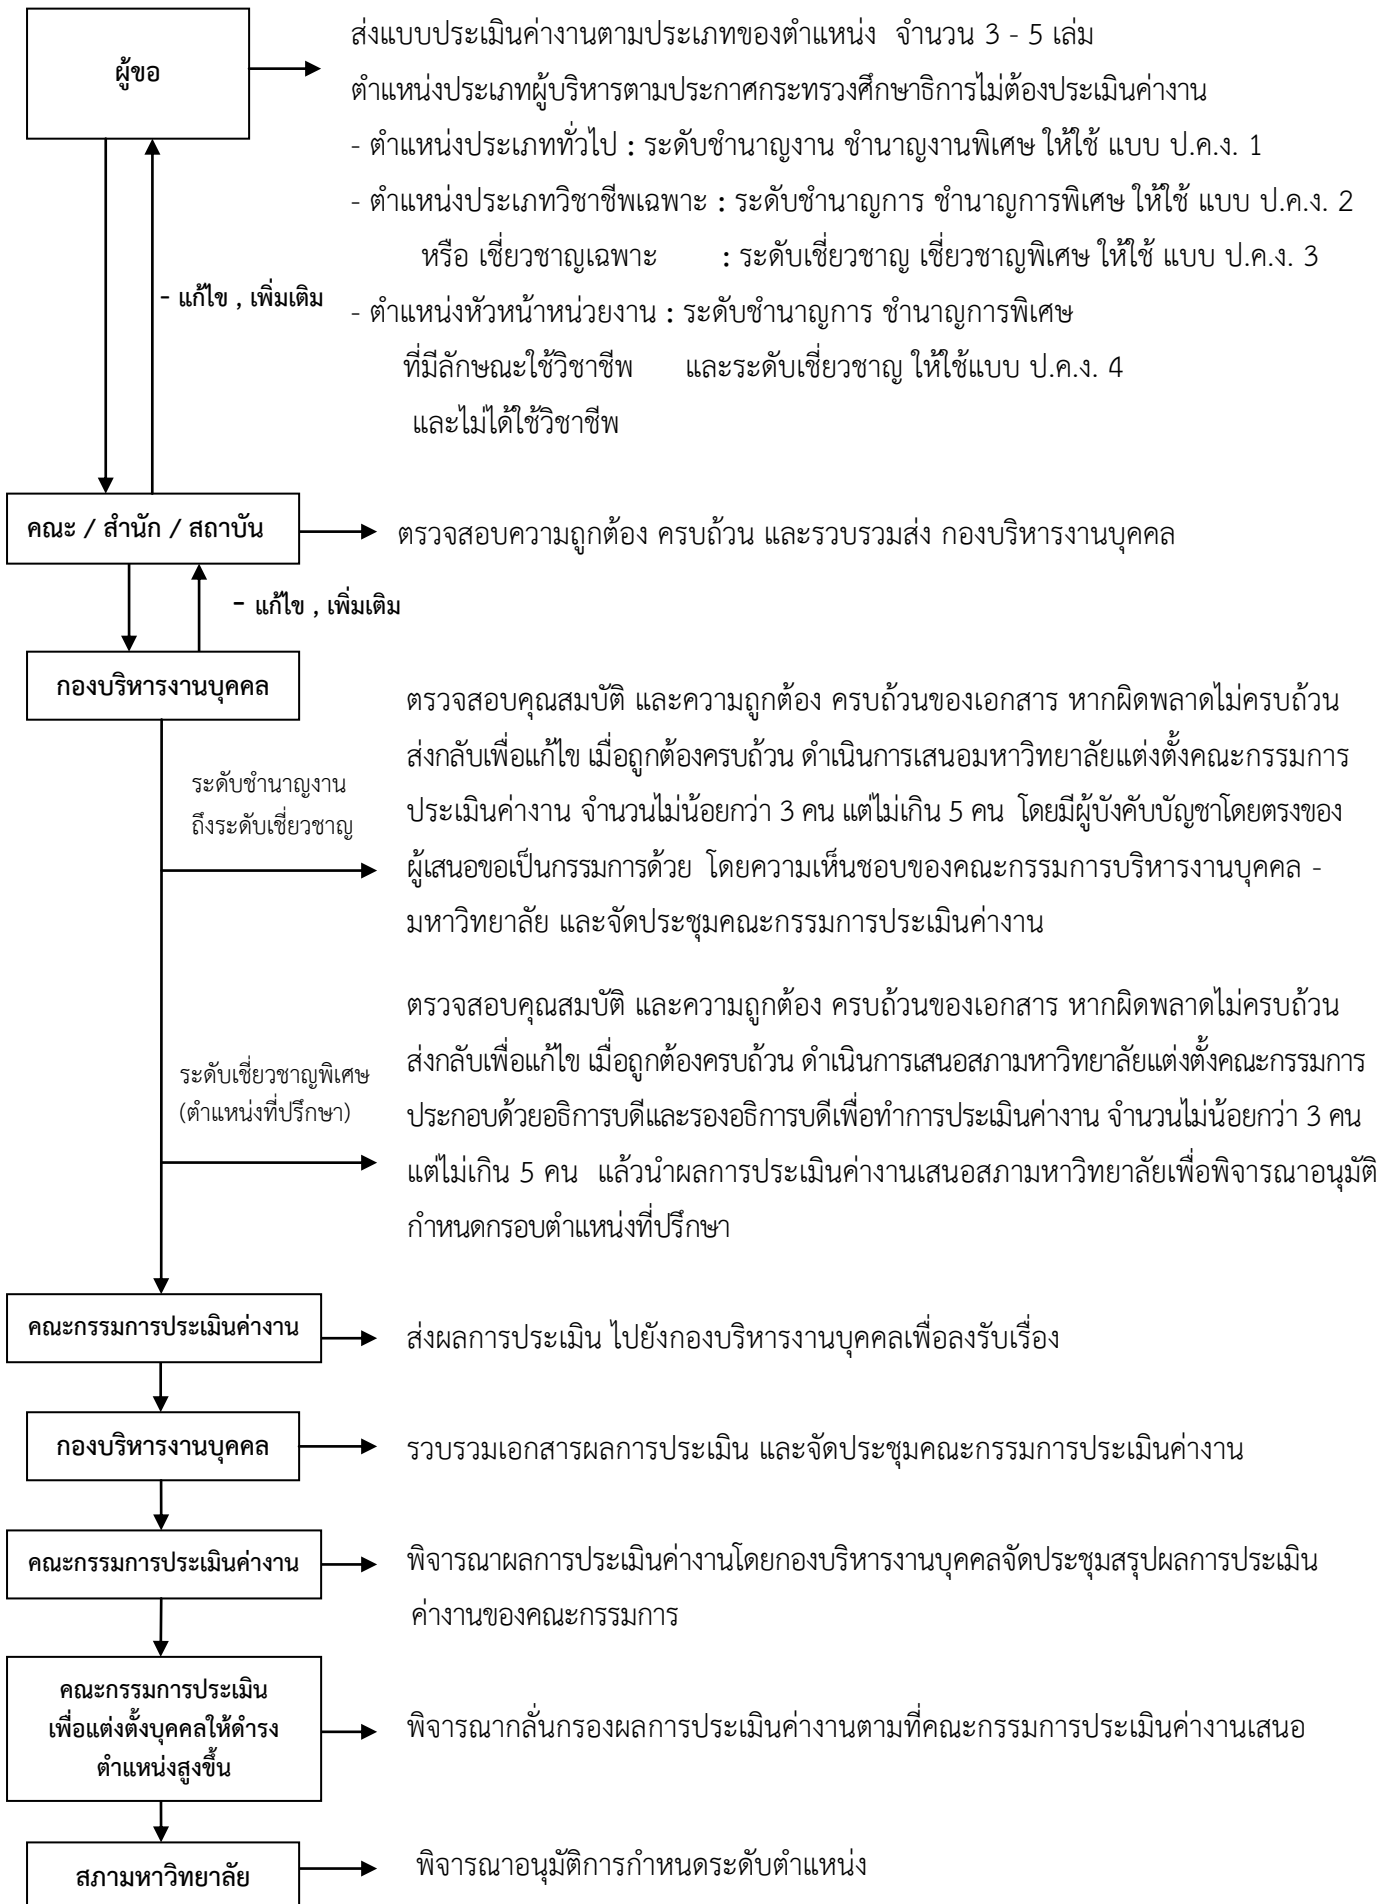 ผู้ขอ
ส่งแบบประเมินค่างานตามประเภทของตำแหน่ง จำนวน 3 - 5 เล่ม
ตำแหน่งประเภทผู้บริหารตามประกาศกระทรวงศึกษาธิการไม่ต้องประเมินค่างาน
- ตำแหน่งประเภททั่วไป : ระดับชำนาญงาน ชำนาญงานพิเศษ ให้ใช้ แบบ ป.ค.ง. 1
- ตำแหน่งประเภทวิชาชีพเฉพาะ : ระดับชำนาญการ ชำนาญการพิเศษ ให้ใช้ แบบ ป.ค.ง. 2
หรือ เชี่ยวชาญเฉพาะ : ระดับเชี่ยวชาญ เชี่ยวชาญพิเศษ ให้ใช้ แบบ ป.ค.ง. 3
- แก้ไข , เพิ่มเติม
- ตำแหน่งหัวหน้าหน่วยงาน : ระดับชำนาญการ ชำนาญการพิเศษ
ที่มีลักษณะใช้วิชาชีพ และระดับเชี่ยวชาญ ให้ใช้แบบ ป.ค.ง. 4
และไม่ได้ใช้วิชาชีพ
คณะ / สำนัก / สถาบัน
ตรวจสอบความถูกต้อง ครบถ้วน และรวบรวมส่ง กองบริหารงานบุคคล
- แก้ไข , เพิ่มเติม
กองบริหารงานบุคคล
ระดับชำนาญงาน
ถึงระดับเชี่ยวชาญ
ตรวจสอบคุณสมบัติ และความถูกต้อง ครบถ้วนของเอกสาร หากผิดพลาดไม่ครบถ้วน
ส่งกลับเพื่อแก้ไข เมื่อถูกต้องครบถ้วน ดำเนินการเสนอมหาวิทยาลัยแต่งตั้งคณะกรรมการ
ประเมินค่างาน จำนวนไม่น้อยกว่า 3 คน แต่ไม่เกิน 5 คน โดยมีผู้บังคับบัญชาโดยตรงของ
ผู้เสนอขอเป็นกรรมการด้วย โดยความเห็นชอบของคณะกรรมการบริหารงานบุคคล -
มหาวิทยาลัย และจัดประชุมคณะกรรมการประเมินค่างาน
ระดับเชี่ยวชาญพิเศษ
(ตำแหน่งที่ปรึกษา)
ตรวจสอบคุณสมบัติ และความถูกต้อง ครบถ้วนของเอกสาร หากผิดพลาดไม่ครบถ้วน
ส่งกลับเพื่อแก้ไข เมื่อถูกต้องครบถ้วน ดำเนินการเสนอสภามหาวิทยาลัยแต่งตั้งคณะกรรมการ
ประกอบด้วยอธิการบดีและรองอธิการบดีเพื่อทำการประเมินค่างาน จำนวนไม่น้อยกว่า 3 คน
แต่ไม่เกิน 5 คน แล้วนำผลการประเมินค่างานเสนอสภามหาวิทยาลัยเพื่อพิจารณาอนุมัติ
กำหนดกรอบตำแหน่งที่ปรึกษา
คณะกรรมการประเมินค่างาน
ส่งผลการประเมิน ไปยังกองบริหารงานบุคคลเพื่อลงรับเรื่อง
กองบริหารงานบุคคล
รวบรวมเอกสารผลการประเมิน และจัดประชุมคณะกรรมการประเมินค่างาน
คณะกรรมการประเมินค่างาน
พิจารณาผลการประเมินค่างานโดยกองบริหารงานบุคคลจัดประชุมสรุปผลการประเมิน
ค่างานของคณะกรรมการ
คณะกรรมการประเมิน
เพื่อแต่งตั้งบุคคลให้ดำรง
ตำแหน่งสูงขึ้น
พิจารณากลั่นกรองผลการประเมินค่างานตามที่คณะกรรมการประเมินค่างานเสนอ
สภามหาวิทยาลัย
พิจารณาอนุมัติการกำหนดระดับตำแหน่ง